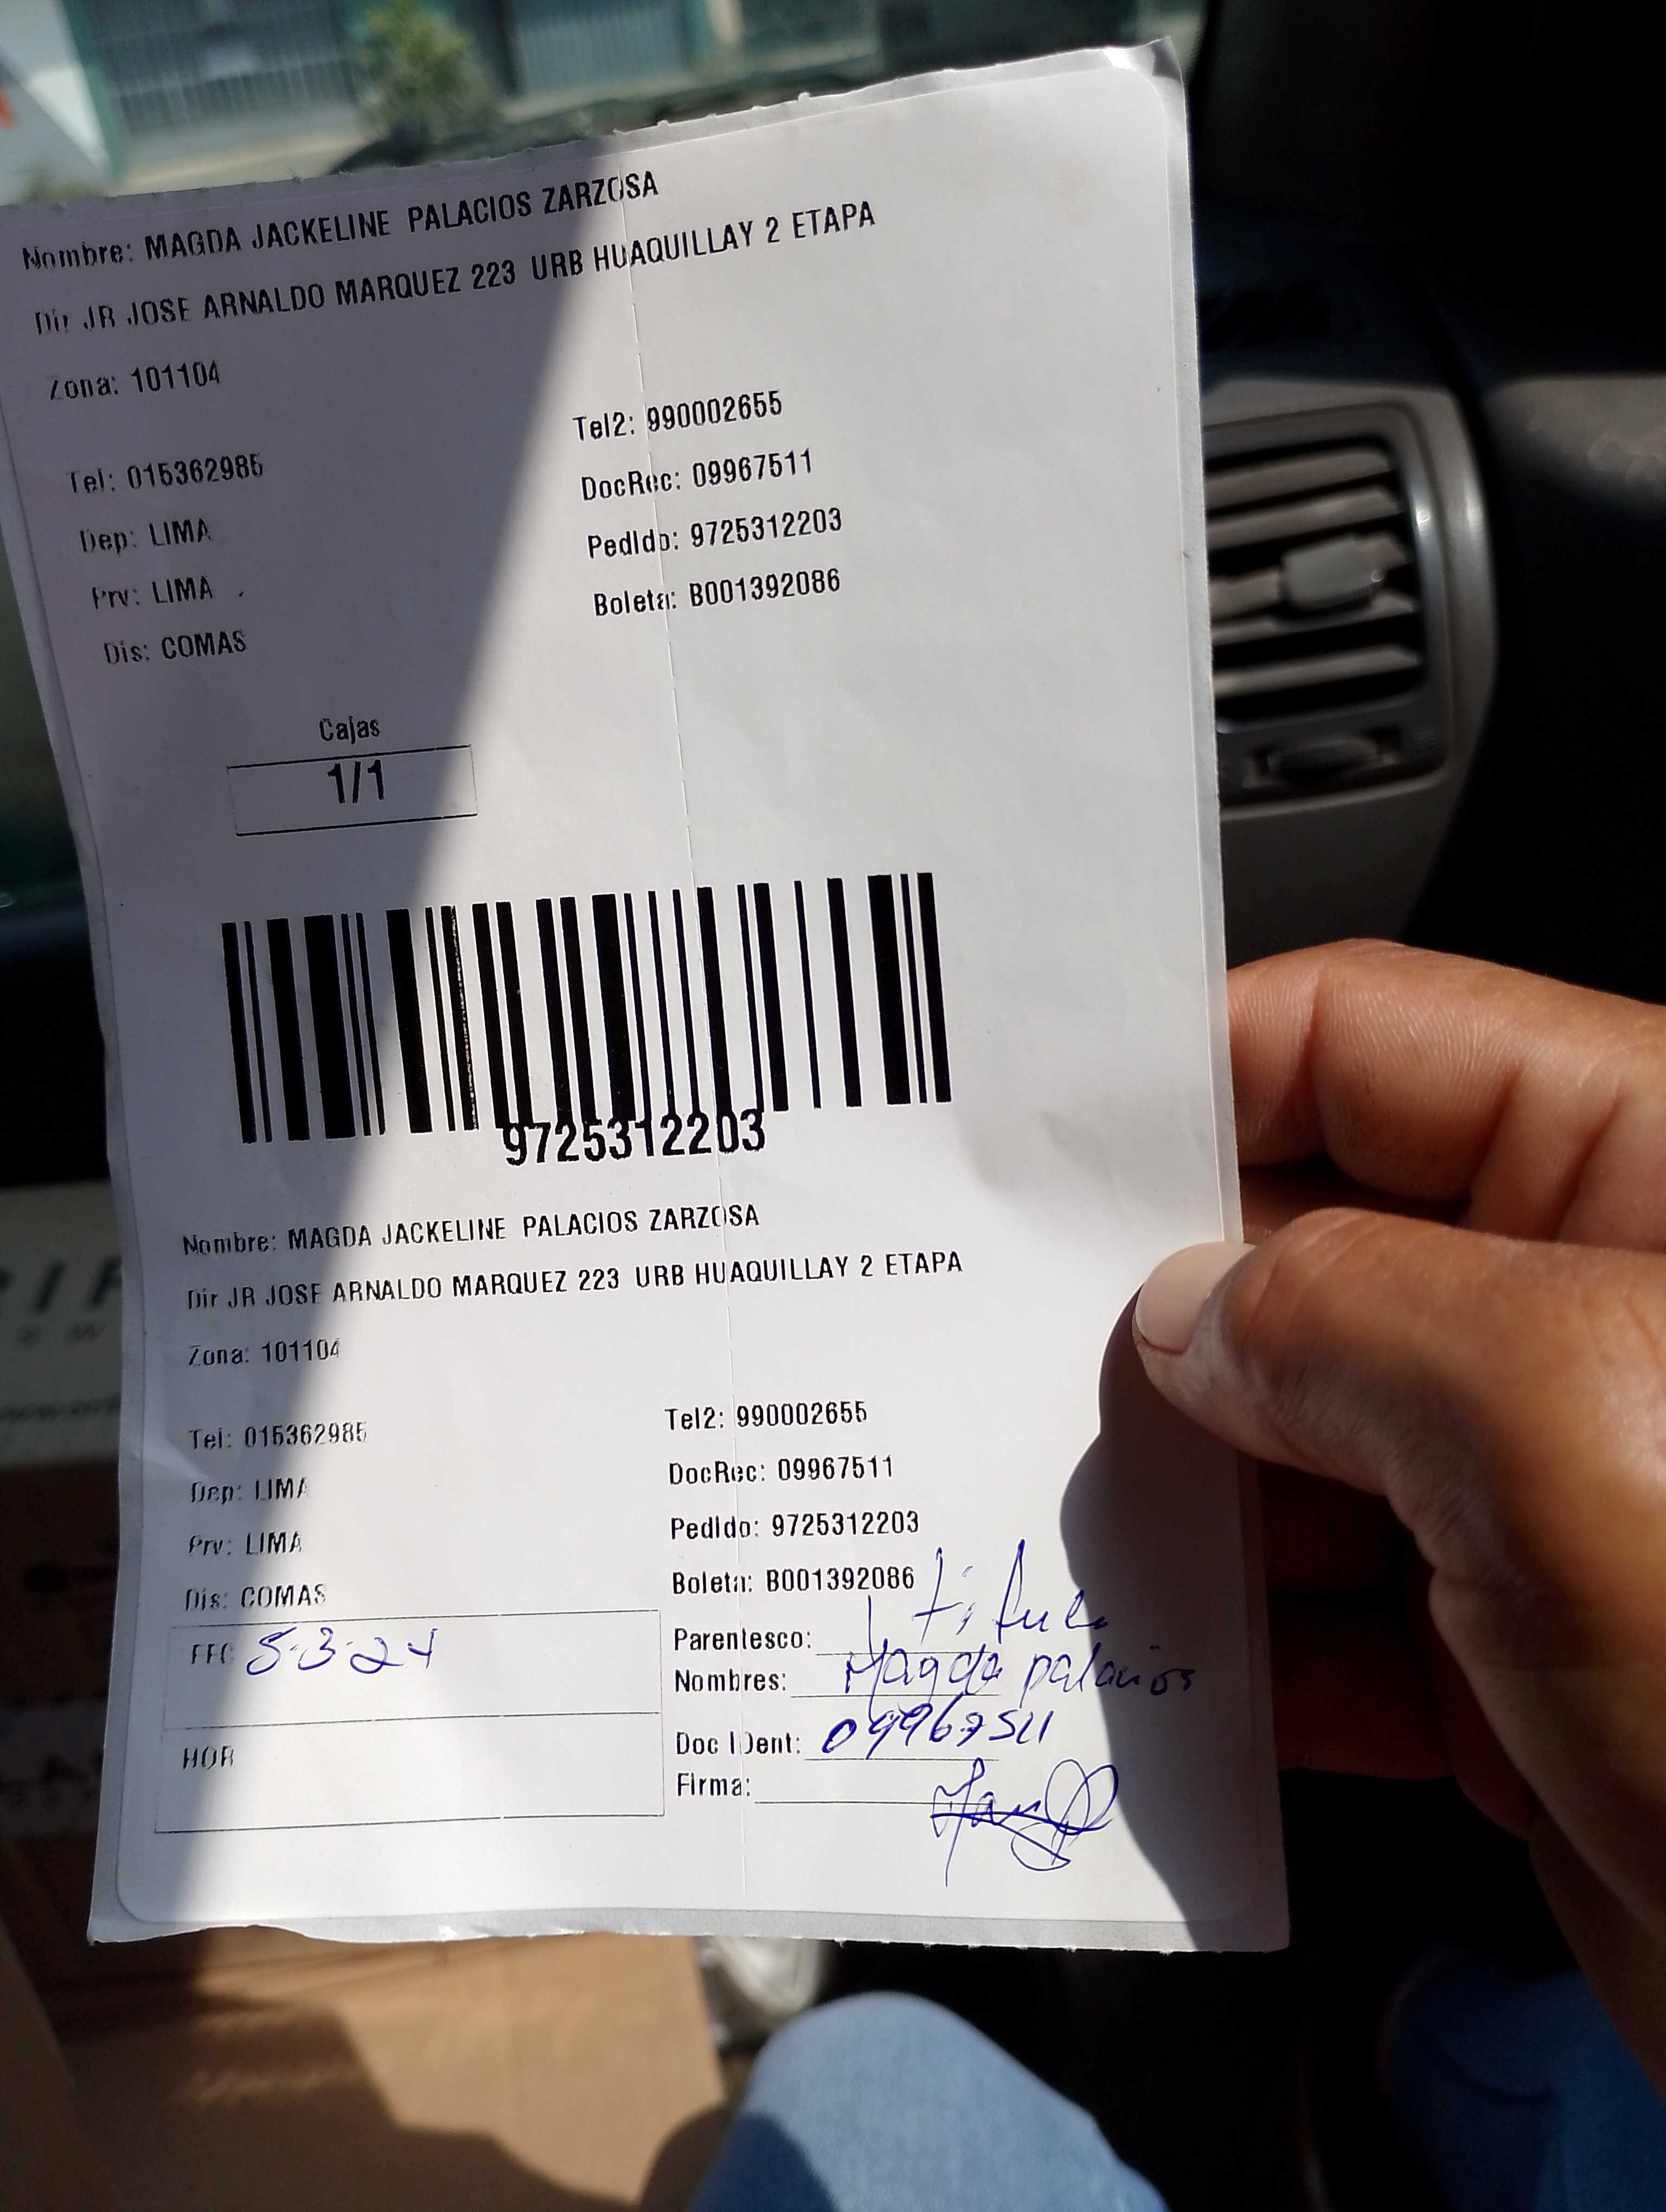 Nombre: MAGDA JACKELINE PALACIOS ZARZOSA
Dir JR JOSE ARNALDO MARQUEZ 223 URB HUAQUILLAY 2 ETAPA
Zona: 101104
Tel2: 990002655
Tel: 015362985
DocRec: 09967511
Dep: LIMA
PedIdo: 9725312203
Prv: LIMA
Boleta: B001392086
Dis: COMAS
Cajas
1/1
9725312203
Nombre: MAGDA JACKELINE PALACIOS ZARZOSA
Dir JR JOSE ARNALDO MARQUEZ 223 URB HUAQUILLAY 2 ETAPA
Zona: 101104
Tel2: 990002655
Tel: 015362985
DocRec: 09967511
Dep: LIMA
PedIdo: 9725312203
Prv: LIMA
Boleta: B001392086
Dis: COMAS
Parentesco:
5-3-24
Nombres: Magda palacios
Doc IDent: 09967511
HOR
Firma: